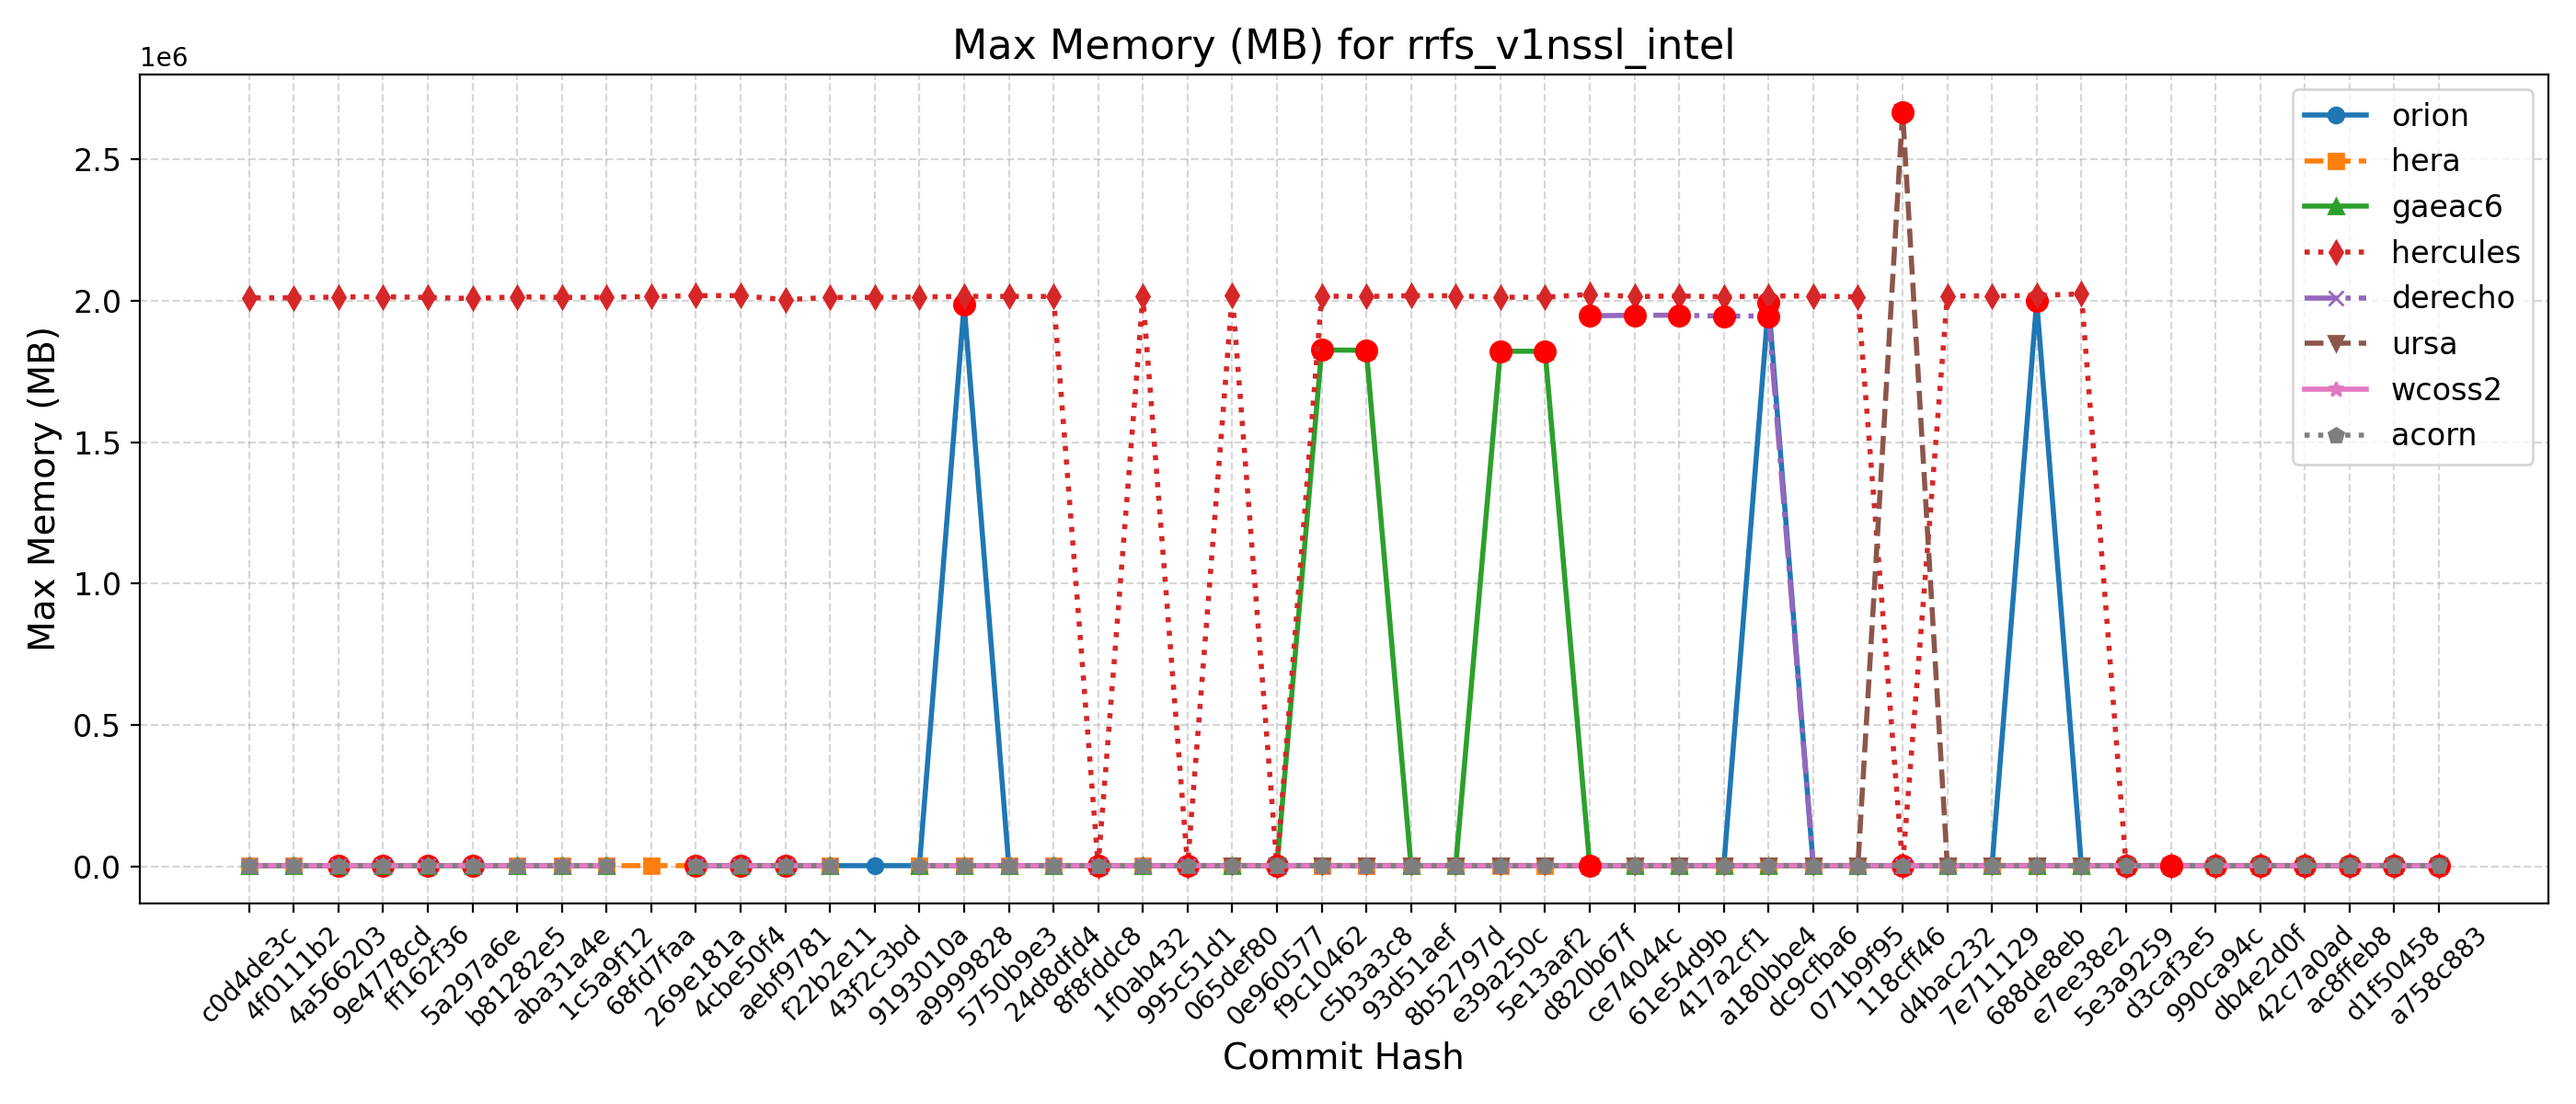 Max Memory (MB) for rrfs_v1nssl_intel
1e6
2.5
2.0
1.5
1.0
0.5
0.0
Max Memory (MB)
orion
hera
gaeac6
hercules
derecho
ursa
wcoss2
acorn
c0d4de3c
4f0111b2
4a566203
9e4778cd
ff162f36
5a297a6e
b81282e5
aba31a4e
1c5a9f12
68fd7faa
269e181a
4cbe50f4
aebf9781
f22b2e11
43f2c3bd
9193010a
a9999828
5750b9e3
24d8dfd4
8f8fddc8
1f0ab432
995c51d1
065def80
0e960577
f9c10462
c5b3a3c8
93d51aef
8b52797d
e39a250c
5e13aaf2
d820b67f
ce74044c
61e54d9b
417a2cf1
a180bbe4
dc9cfba6
071b9f95
118cff46
d4bac232
7e711129
688de8eb
e7ee38e2
5e3a9259
d3caf3e5
990ca94c
db4e2d0f
42c7a0ad
ac8ffeb8
d1f50458
a758c883
Commit Hash